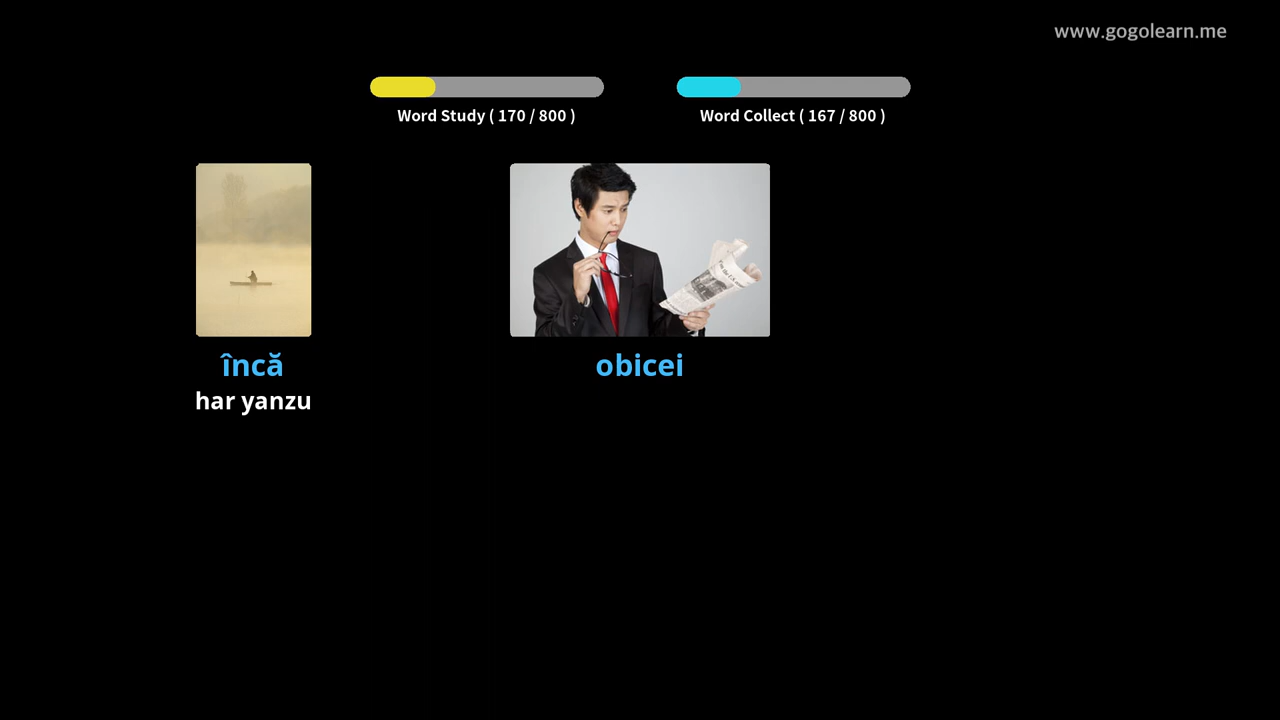 www.gogolearn.me
Word Study ( 170 / 800 )
Word Collect ( 167 / 800 )
încă
har yanzu
obicei